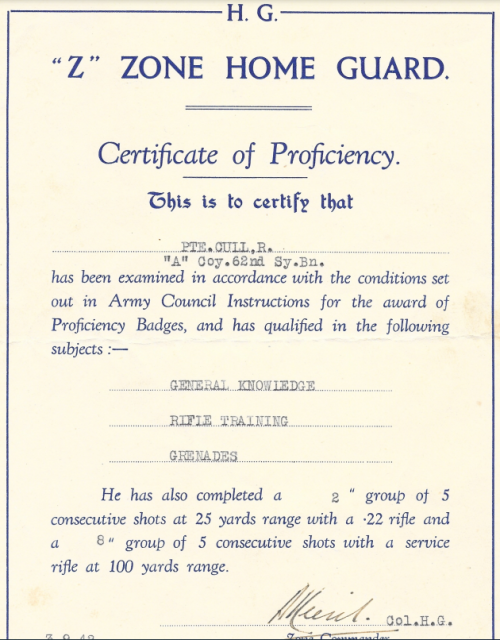 H. G.
"Z" ZONE HOME GUARD.
Certificate of Proficiency.
This is to certify that
PTE.CULL,R.
"A" Coy.62nd Sy.Bn.
has been examined in accordance with the conditions set
out in Army Council Instructions for the award of
Proficiency Badges, and has qualified in the following
subjects :—
GENERAL KNOWLEDGE
RIFLE TRAINING
GRENADES
He has also completed a 2 " group of 5
consecutive shots at 25 yards range with a ·22 rifle and
a 8" group of 5 consecutive shots with a service
rifle at 100 yards range.
Col.H.G.
Zone Commander